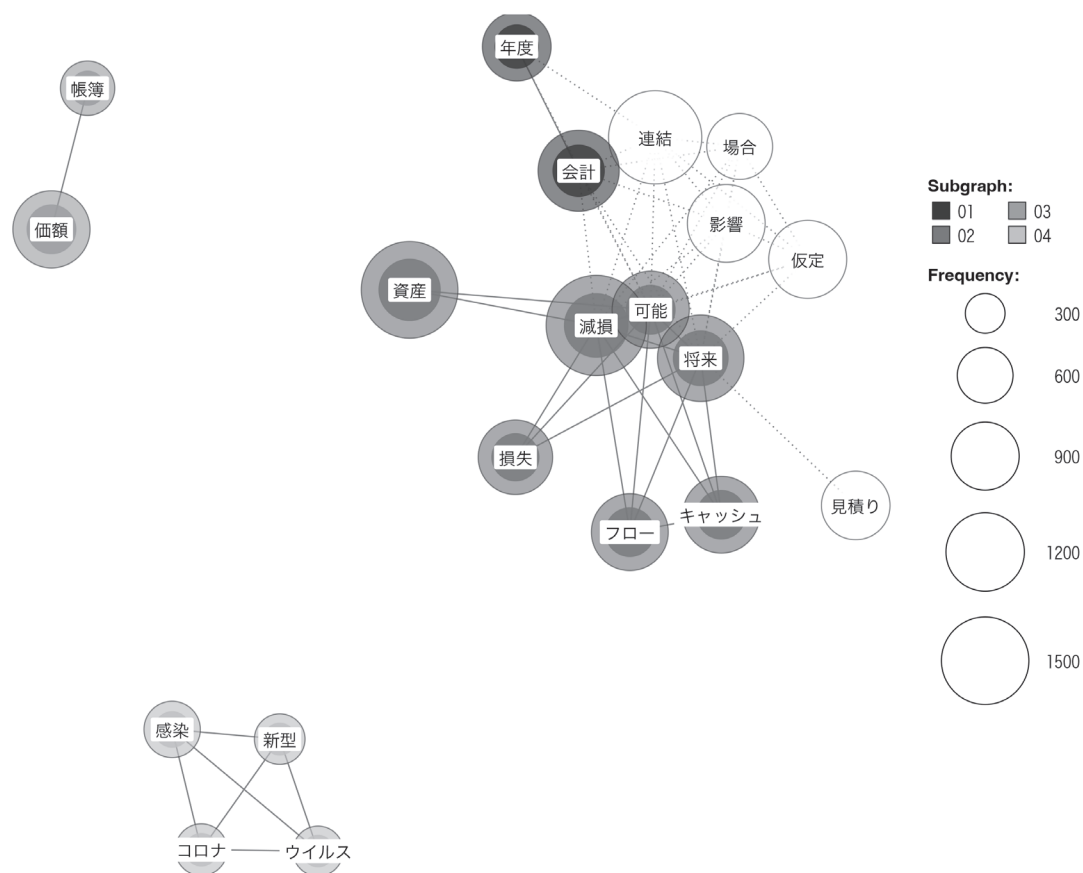 年度
帳簿
連結
場合
会計
影響
価額
仮定
資産
可能
減損
将来
損失
見積り
キャッシュ
フロー
感染
新型
コロナ
ウイルス
Subgraph:
01 03
02 04
Frequency:
300
600
900
1200
1500